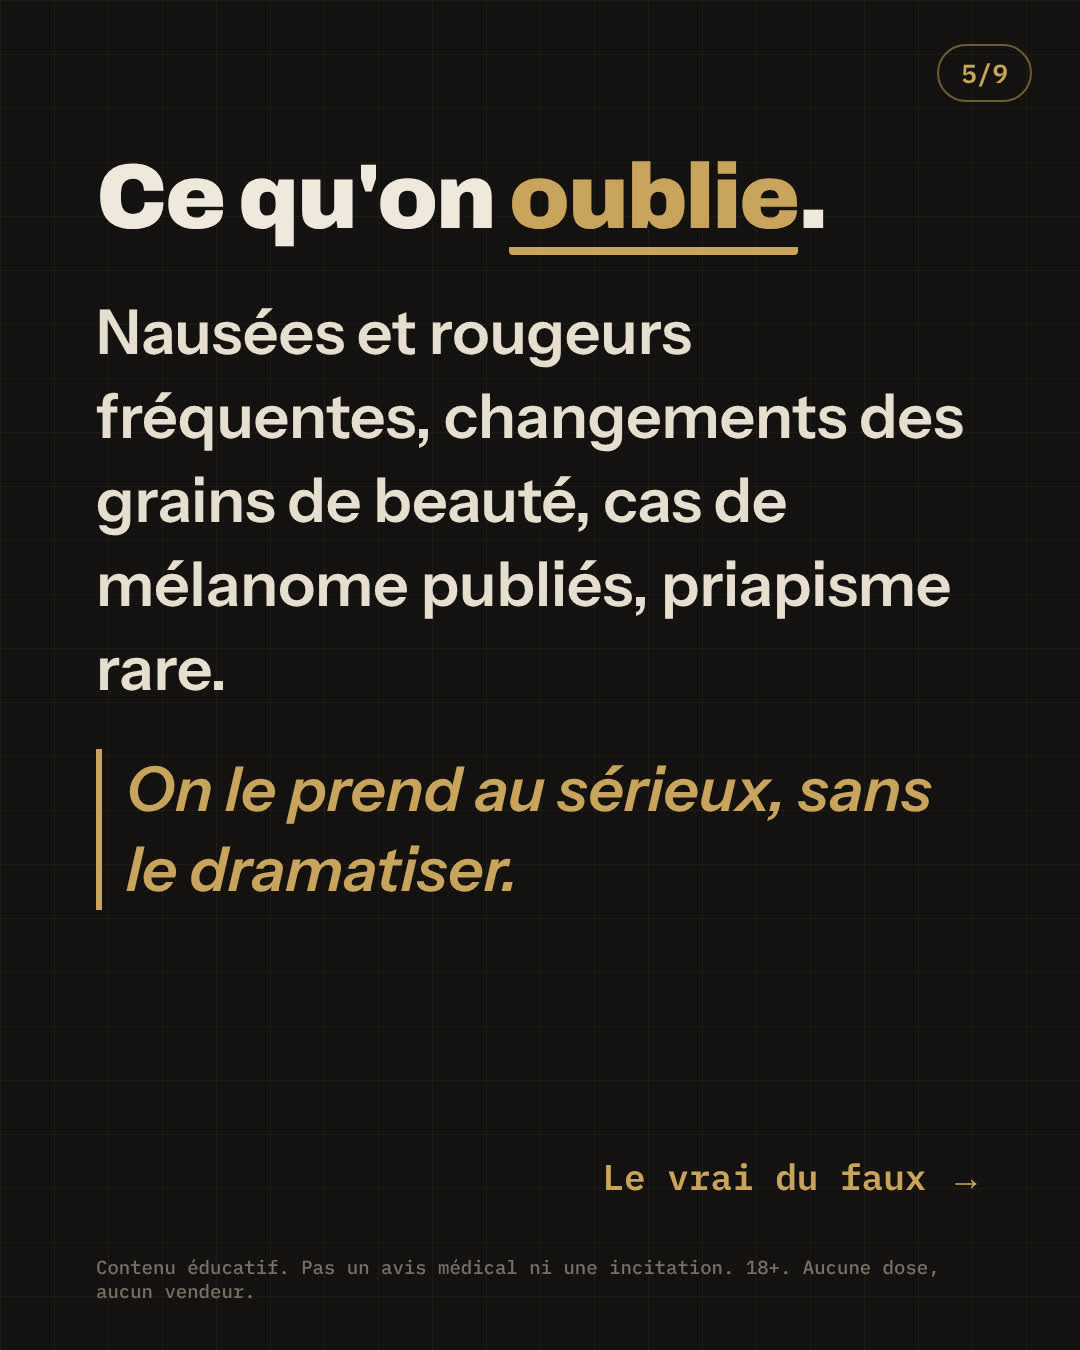 5/9
Ce qu'on oublie.
Nausées et rougeurs
fréquentes, changements des
grains de beauté, cas de
mélanome publiés, priapisme
rare.
On le prend au sérieux, sans
le dramatiser.
Le vrai du faux →
Contenu éducatif. Pas un avis médical ni une incitation. 18+. Aucune dose,
aucun vendeur.